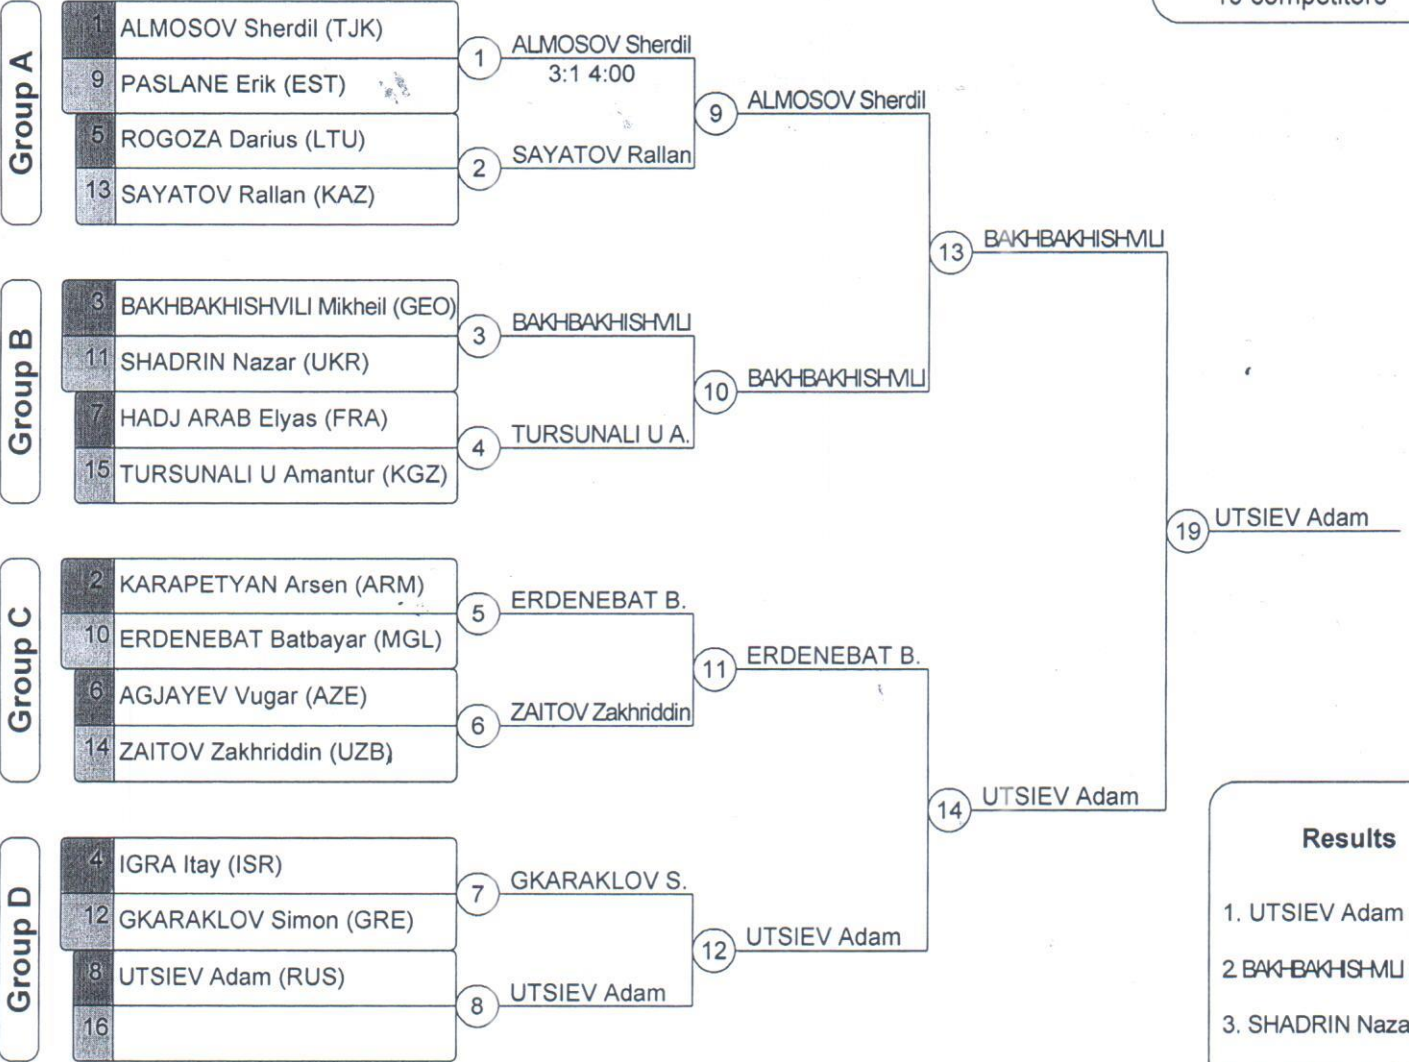 competitors
Group A
1 ALMOSOV Sherdil (TJK)
9 PASLANE Erik (EST)
5 ROGOZA Darius (LTU)
13 SAYATOV Rallan (KAZ)
1 ALMOSOV Sherdil
3:1 4:00
2 SAYATOV Rallan
9 ALMOSOV Sherdil
Group B
3 BAKHBAKHISHVILI Mikheil (GEO)
11 SHADRIN Nazar (UKR)
7 HADJ ARAB Elyas (FRA)
15 TURSUNALI U Amantur (KGZ)
3 BAKHBAKHISHVILI
4 TURSUNALI U A.
10 BAKHBAKHISHVILI
13 BAKHBAKHISHVILI
Group C
2 KARAPETYAN Arsen (ARM)
10 ERDENEBAT Batbayar (MGL)
6 AGJAYEV Vugar (AZE)
14 ZAITOV Zakhriddin (UZB)
5 ERDENEBAT B.
6 ZAITOV Zakhriddin
11 ERDENEBAT B.
Group D
4 IGRA Itay (ISR)
12 GKARAKLOV Simon (GRE)
8 UTSIEV Adam (RUS)
16
7 GKARAKLOV S.
8 UTSIEV Adam
12 UTSIEV Adam
14 UTSIEV Adam
19 UTSIEV Adam
Results
1. UTSIEV Adam
2. BAKHBAKHISHVILI
3. SHADRIN Naza